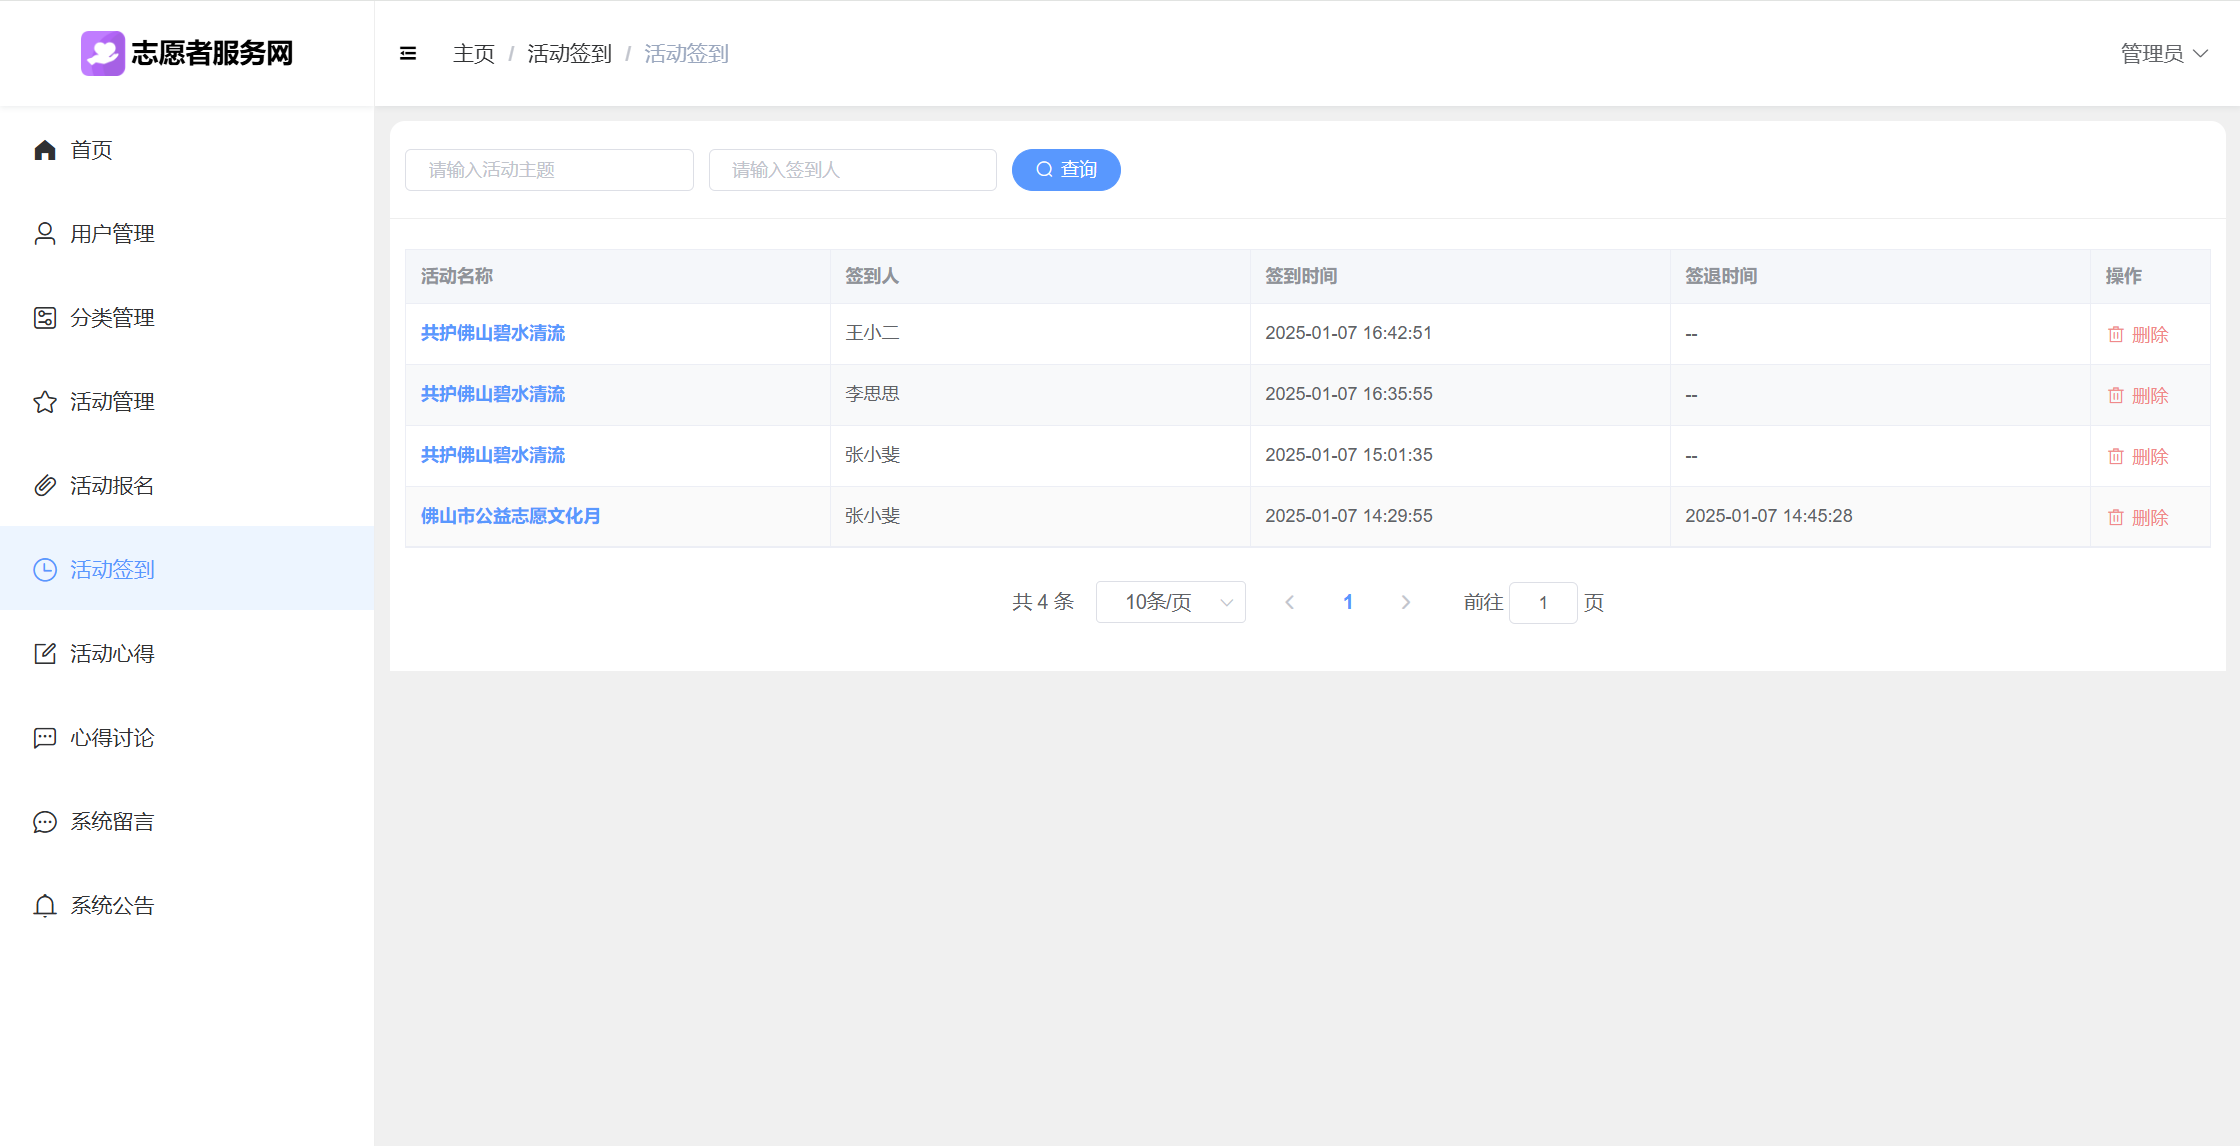 志愿者服务网
主页 / 活动签到 / 活动签到
管理员
首页
用户管理
分类管理
活动管理
活动报名
活动签到
活动心得
心得讨论
系统留言
系统公告
请输入活动主题 请输入签到人 查询
活动名称 签到人 签到时间 签退时间 操作
共护佛山碧水清流 王小二 2025-01-07 16:42:51 -- 删除
共护佛山碧水清流 李思思 2025-01-07 16:35:55 -- 删除
共护佛山碧水清流 张小斐 2025-01-07 15:01:35 -- 删除
佛山市公益志愿文化月 张小斐 2025-01-07 14:29:55 2025-01-07 14:45:28 删除
共 4 条 10条/页 1 前往 1 页